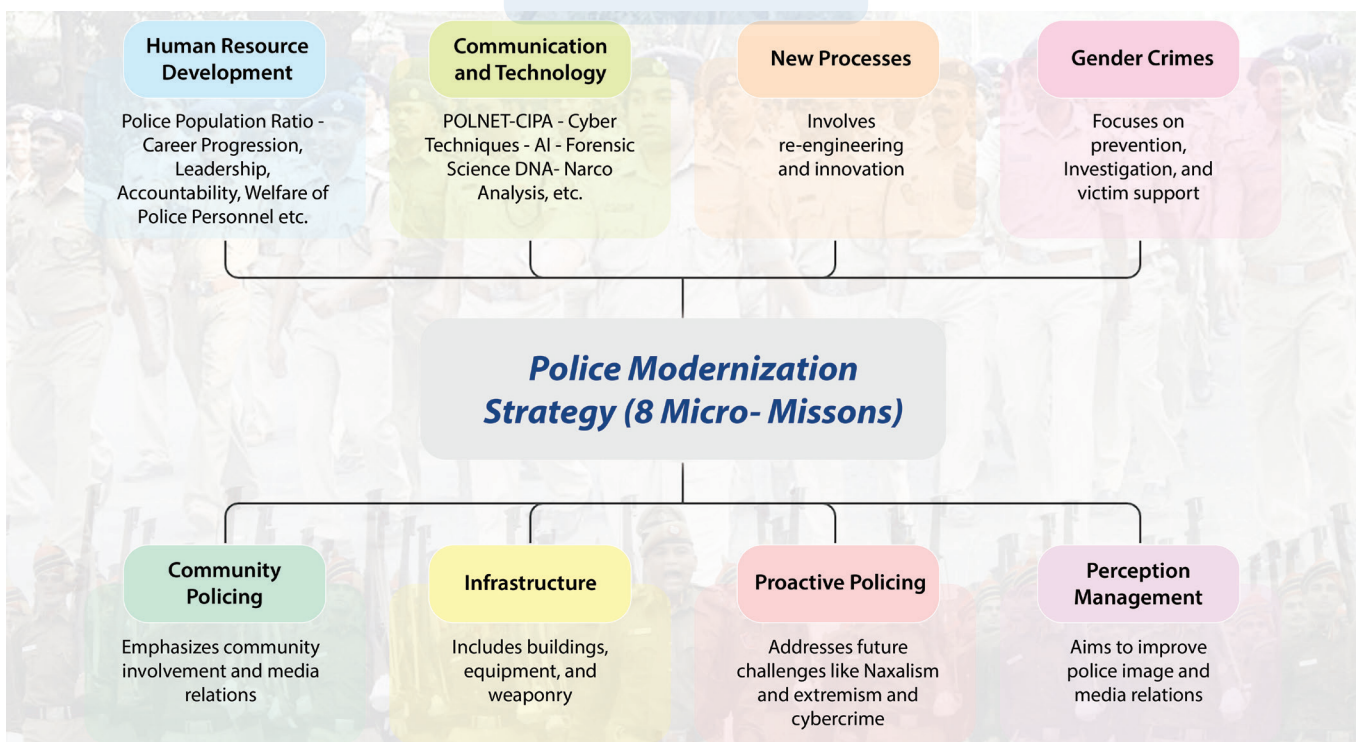 Human Resource
Development
Police Population Ratio -
Career Progression,
Leadership,
Accountability, Welfare of
Police Personnel etc.
Communication
and Technology
POLNET-CIPA - Cyber
Techniques - AI - Forensic
Science DNA- Narco
Analysis, etc.
New Processes
Involves
re-engineering
and innovation
Gender Crimes
Focuses on
prevention,
Investigation, and
victim support
Police Modernization
Strategy (8 Micro- Missons)
Community
Policing
Emphasizes community
involvement and media
relations
Infrastructure
Includes buildings,
equipment, and
weaponry
Proactive Policing
Addresses future
challenges like Naxalism
and extremism and
cybercrime
Perception
Management
Aims to improve
police image and
media relations